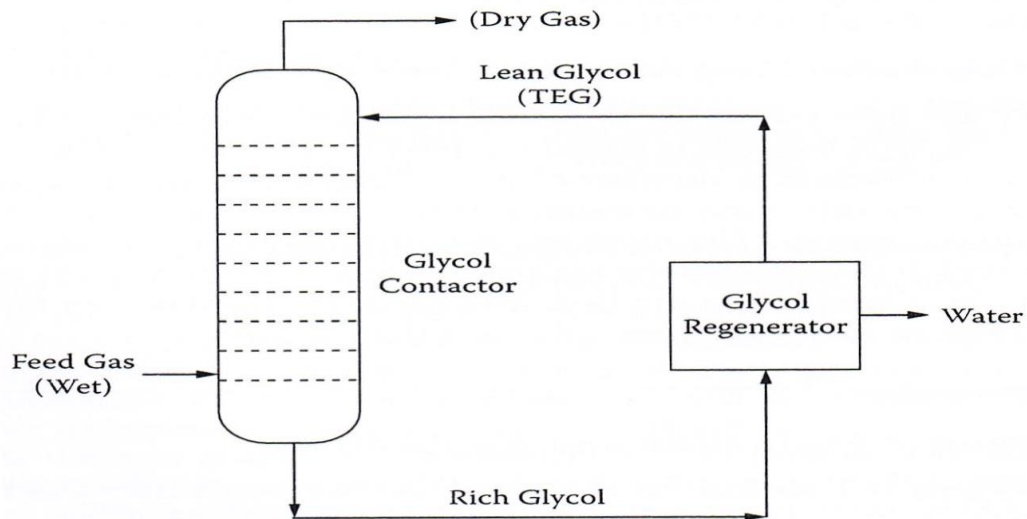 (Dry Gas)
Lean Glycol
(TEG)
Glycol
Contactor
Glycol
Regenerator
Water
Feed Gas
(Wet)
Rich Glycol